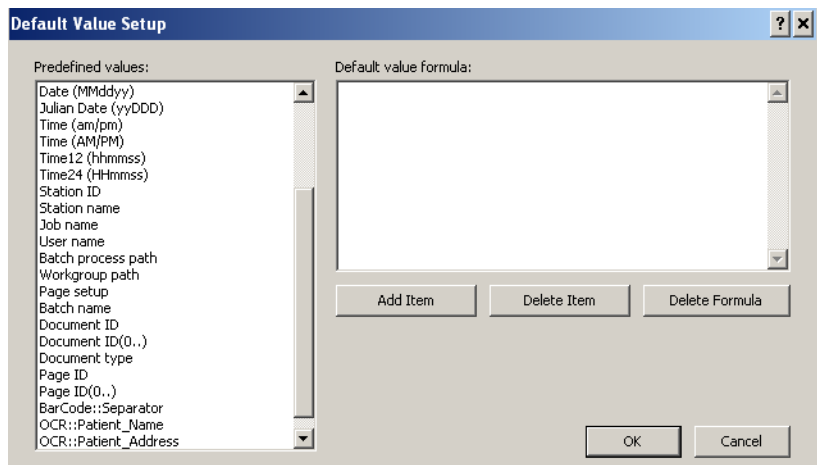 Default Value Setup
Predefined values:
Date (MMddyy)
Julian Date (yyDDD)
Time (am/pm)
Time (AM/PM)
Time12 (hhmmss)
Time24 (HHmmss)
Station ID
Station name
Job name
User name
Batch process path
Workgroup path
Page setup
Batch name
Document ID
Document ID(0..)
Document type
Page ID
Page ID(0..)
BarCode::Separator
OCR::Patient_Name
OCR::Patient_Address
Default value formula:
Add Item
Delete Item
Delete Formula
OK
Cancel